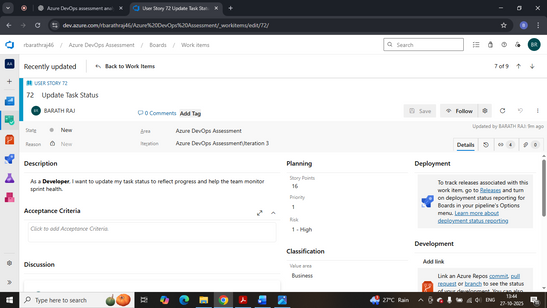 Azure DevOps assessment and
User Story 72 Update Task Stat
dev.azure.com/rbarathraj46/Azure%20DevOps%20Assessment/_workitems/edit/72/
rbarathraj46 / Azure DevOps Assessment / Boards / Work items
Search
BR
AA
Recently updated
Back to Work Items
7 of 9
USER STORY 72
72 Update Task Status
BR BARATH RAJ
0 Comments Add Tag
Save
Follow
Updated by BARATH RAJ: 9m ago
State New
Area Azure DevOps Assessment
Reason New
Iteration Azure DevOps Assessment\Iteration 3
Details
4
0
Description
As a Developer, I want to update my task status to reflect progress and help the team monitor
sprint health.
Acceptance Criteria
Click to add Acceptance Criteria.
Discussion
Planning
Story Points
16
Priority
1
Risk
1 - High
Classification
Value area
Business
Deployment
To track releases associated with this
work item, go to Releases and turn
on deployment status reporting for
Boards in your pipeline's Options
menu. Learn more about
deployment status reporting
Development
Add link
Link an Azure Repos commit, pull
request or branch to see the status
of your development. You can also
Type here to search
27°C Rain
ENG
13:44
27-10-2025